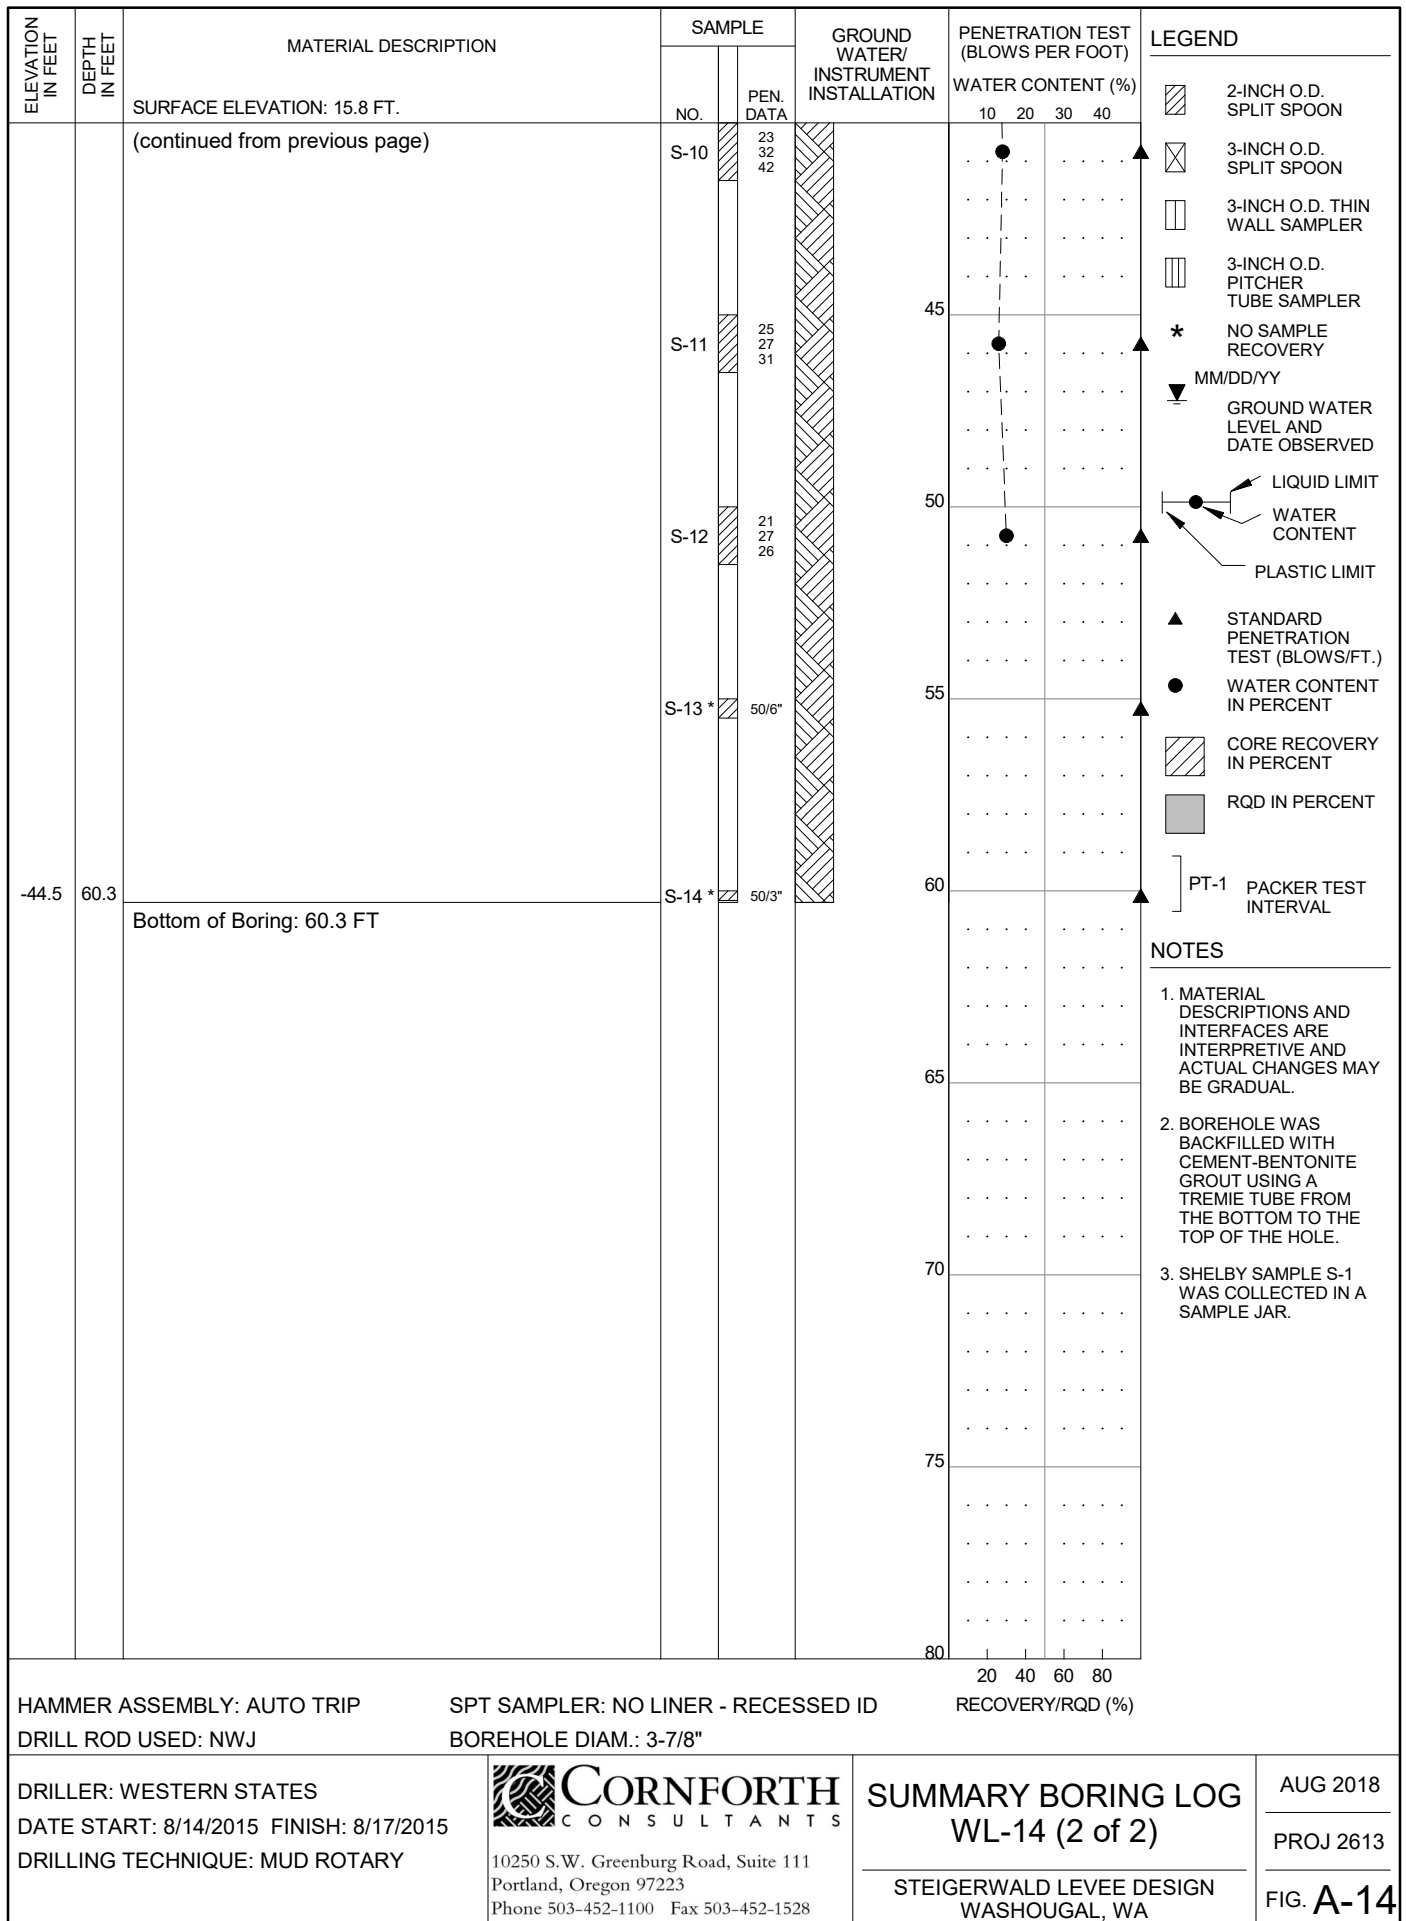 ELEVATION
IN FEET
DEPTH
IN FEET
MATERIAL DESCRIPTION
SURFACE ELEVATION: 15.8 FT.
SAMPLE
NO.
PEN.
DATA
GROUND
WATER/
INSTRUMENT
INSTALLATION
PENETRATION TEST
(BLOWS PER FOOT)
WATER CONTENT (%)
10 20 30 40
(continued from previous page)
S-10
23
32
42
45
S-11
25
27
31
50
S-12
21
27
26
55
S-13 *
50/6"
60
-44.5 60.3
S-14 *
50/3"
Bottom of Boring: 60.3 FT
65
70
75
80
20 40 60 80
RECOVERY/RQD (%)
LEGEND
2-INCH O.D.
SPLIT SPOON
3-INCH O.D.
SPLIT SPOON
3-INCH O.D. THIN
WALL SAMPLER
3-INCH O.D.
PITCHER
TUBE SAMPLER
* NO SAMPLE
RECOVERY
MM/DD/YY
GROUND WATER
LEVEL AND
DATE OBSERVED
LIQUID LIMIT
WATER
CONTENT
PLASTIC LIMIT
STANDARD
PENETRATION
TEST (BLOWS/FT.)
WATER CONTENT
IN PERCENT
CORE RECOVERY
IN PERCENT
RQD IN PERCENT
PT-1 PACKER TEST
INTERVAL
NOTES
1. MATERIAL
DESCRIPTIONS AND
INTERFACES ARE
INTERPRETIVE AND
ACTUAL CHANGES MAY
BE GRADUAL.
2. BOREHOLE WAS
BACKFILLED WITH
CEMENT-BENTONITE
GROUT USING A
TREMIE TUBE FROM
THE BOTTOM TO THE
TOP OF THE HOLE.
3. SHELBY SAMPLE S-1
WAS COLLECTED IN A
SAMPLE JAR.
HAMMER ASSEMBLY: AUTO TRIP
SPT SAMPLER: NO LINER - RECESSED ID
DRILL ROD USED: NWJ
BOREHOLE DIAM.: 3-7/8"
DRILLER: WESTERN STATES
DATE START: 8/14/2015 FINISH: 8/17/2015
DRILLING TECHNIQUE: MUD ROTARY
CORNFORTH
CONSULTANTS
10250 S.W. Greenburg Road, Suite 111
Portland, Oregon 97223
Phone 503-452-1100 Fax 503-452-1528
SUMMARY BORING LOG
WL-14 (2 of 2)
STEIGERWALD LEVEE DESIGN
WASHOUGAL, WA
AUG 2018
PROJ 2613
FIG. A-14